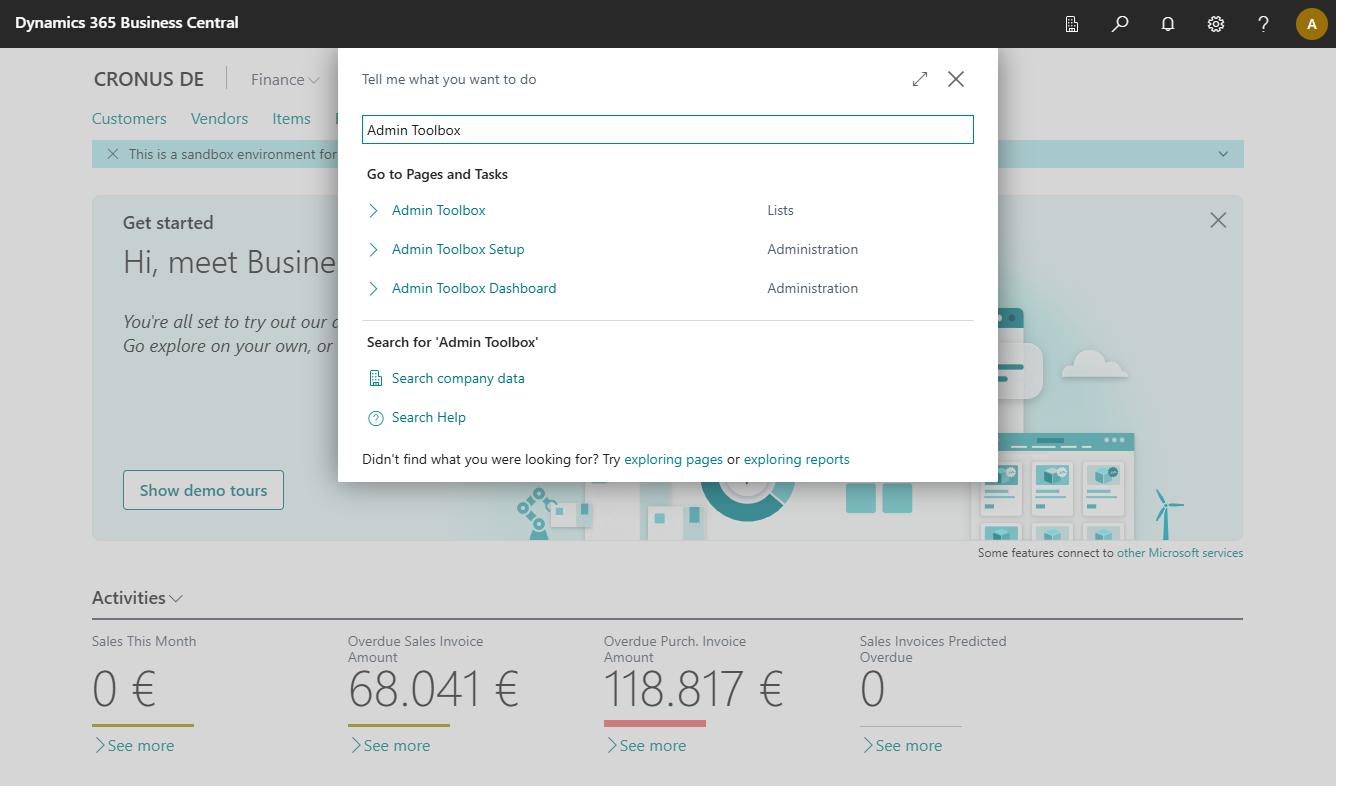 Dynamics 365 Business Central
A
CRONUS DE
Finance
Customers Vendors Items
Tell me what you want to do
Admin Toolbox
Go to Pages and Tasks
Admin Toolbox Lists
Admin Toolbox Setup Administration
Admin Toolbox Dashboard Administration
Search for 'Admin Toolbox'
Search company data
Search Help
Didn't find what you were looking for? Try exploring pages or exploring reports
This is a sandbox environment for
Get started
Hi, meet Busine
You're all set to try out our
Go explore on your own, or
Show demo tours
Some features connect to other Microsoft services
Activities
Sales This Month
0 €
See more
Overdue Sales Invoice
Amount
68.041 €
See more
Overdue Purch. Invoice
Amount
118.817 €
See more
Sales Invoices Predicted
Overdue
0
See more